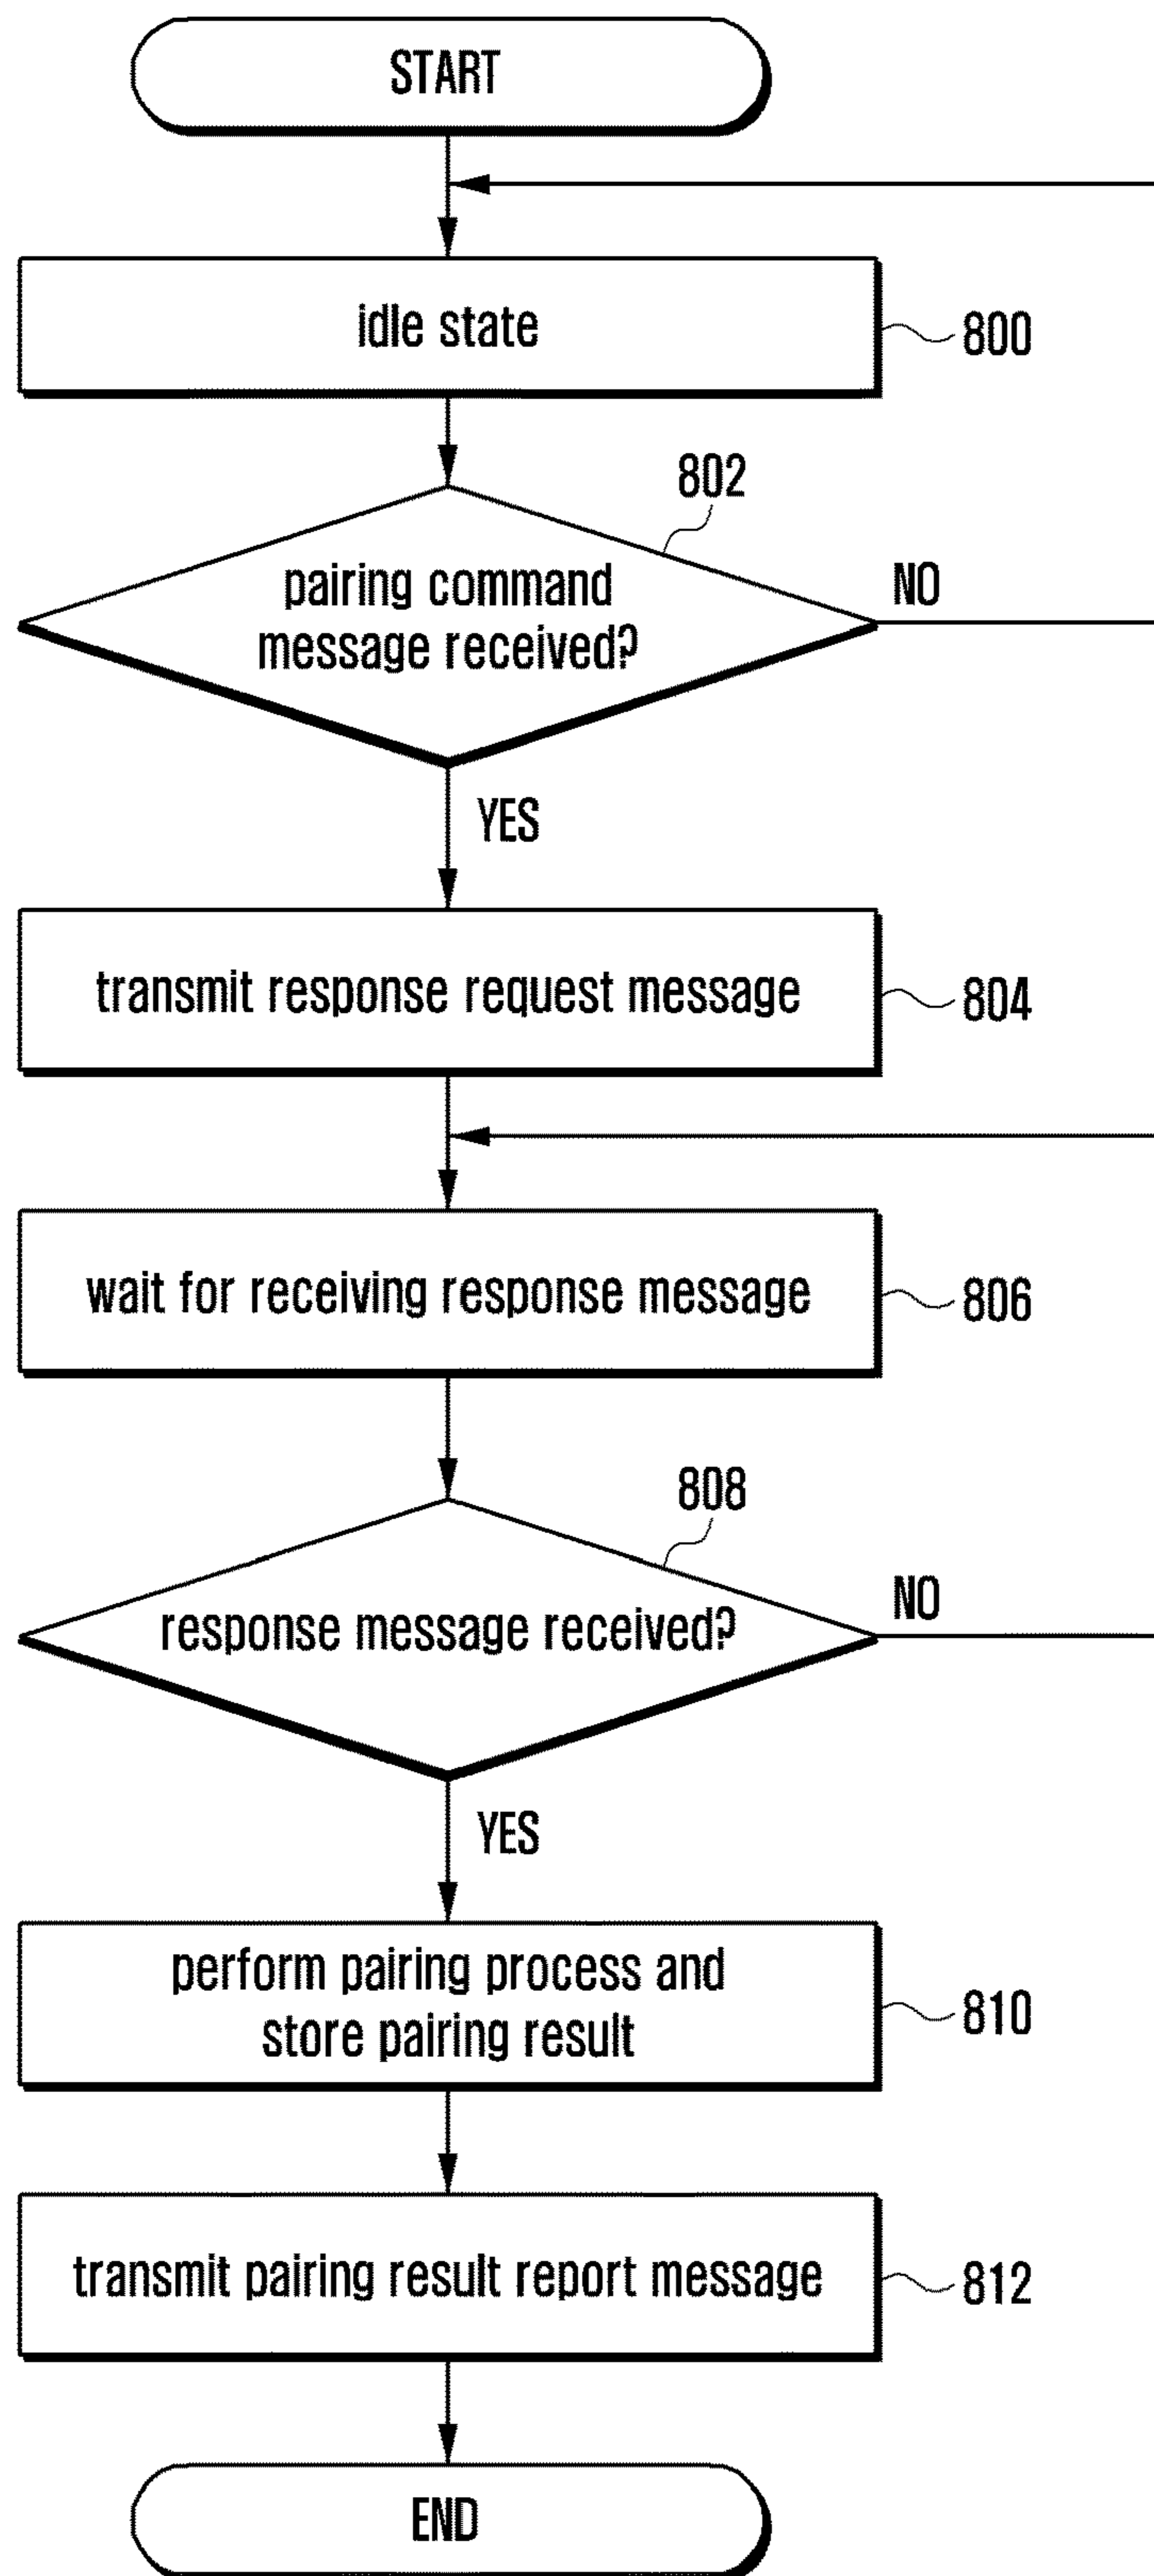 START
idle state
800
802
pairing command
message received?
NO
YES
transmit response request message
804
wait for receiving response message
806
808
response message received?
NO
YES
perform pairing process and
store pairing result
810
transmit pairing result report message
812
END